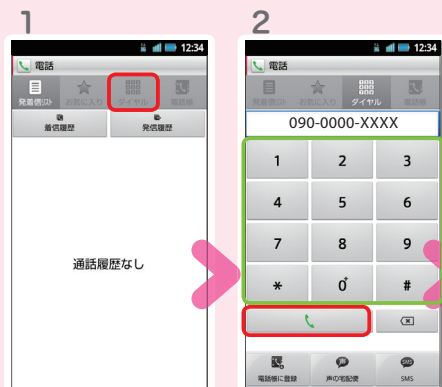 1
12:34
電話
発着信リスト お気に入り ダイヤル 電話帳
着信履歴 発信履歴
通話履歴なし
2
12:34
電話
発着信リスト お気に入り ダイヤル 電話帳
090-0000-XXXX
1 2 3
4 5 6
7 8 9
* 0+ #
電話帳に登録 声の宅配便 SMS